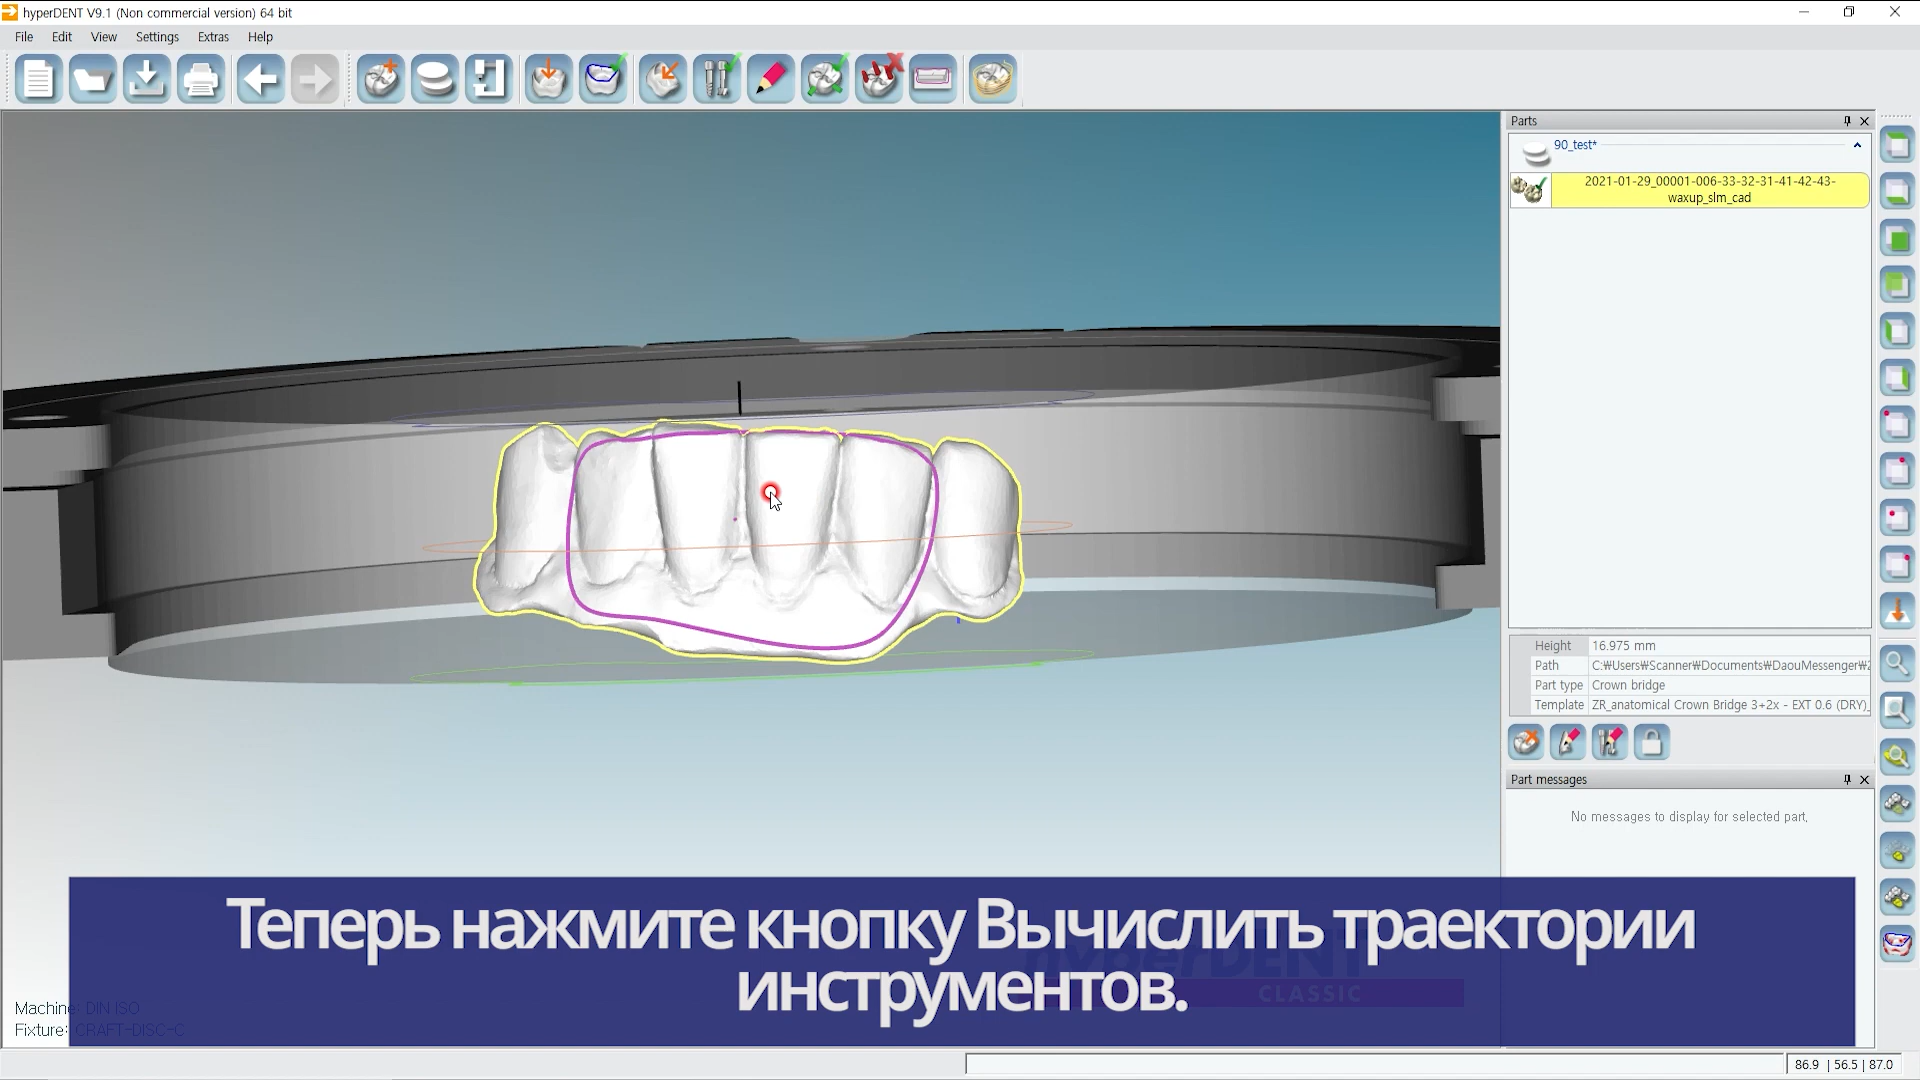 hyperDENT V9.1 (Non commercial version) 64 bit
File Edit View Settings Extras Help
Parts
90_test*
2021-01-29_00001-006-33-32-31-41-42-43-
waxup_slm_cad
Height 16.975 mm
Path C:₩Users₩Scanner₩Documents₩DaouMessenger₩2
Part type Crown bridge
Template ZR_anatomical Crown Bridge 3+2x - EXT 0.6 (DRY)_
Part messages
No messages to display for selected part,
Теперь нажмите кнопку Вычислить траектории
инструментов.
hyperDENT
CLASSIC
Machine: DIN ISO
Fixture: CRAFT-DISC-C
86.9 | 56.5 | 87.0